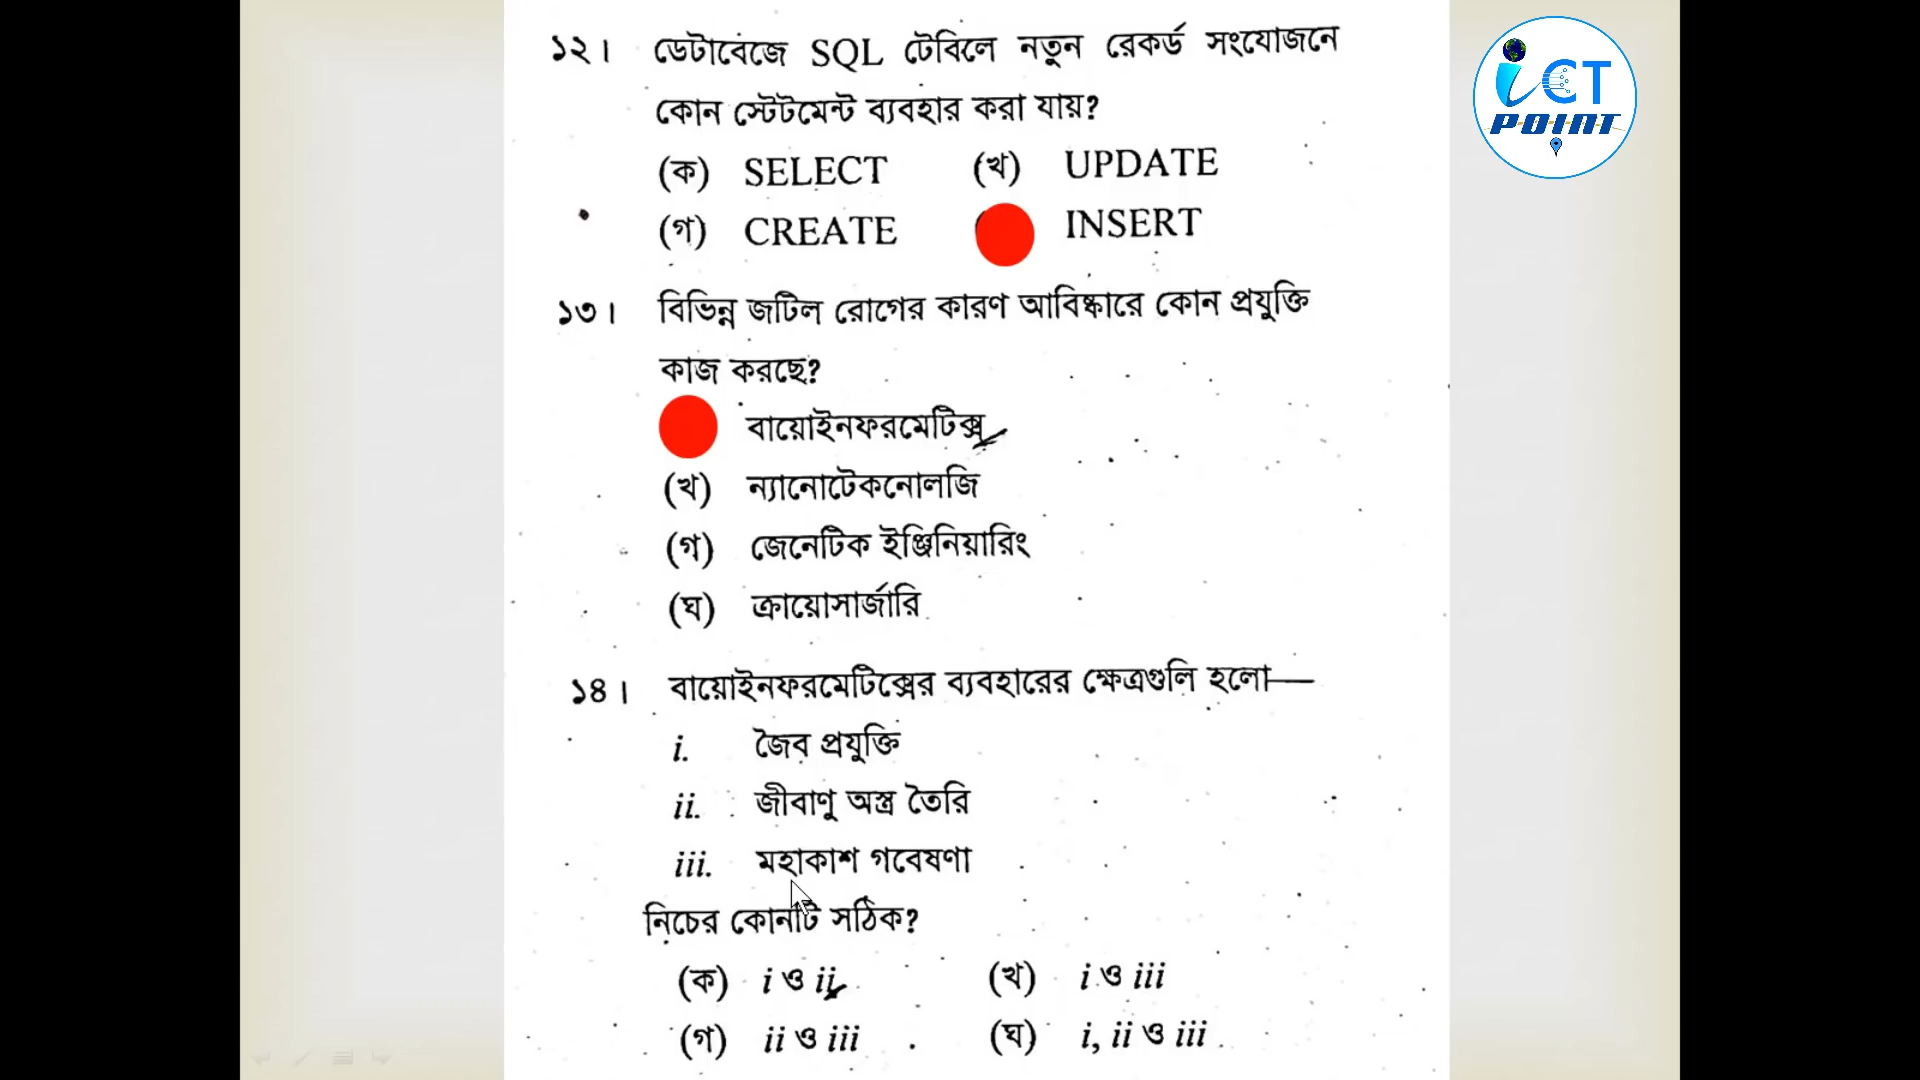 iCT
POINT
১২। ডেটাবেজে SQL টেবিলে নতুন রেকর্ড সংযোজনে
কোন স্টেটমেন্ট ব্যবহার করা যায়?
(ক) SELECT (খ) UPDATE
(গ) CREATE INSERT
১৩। বিভিন্ন জটিল রোগের কারণ আবিষ্কারে কোন প্রযুক্তি
কাজ করছে?
বায়োইনফরমেটিক্স
(খ) ন্যানোটেকনোলজি
(গ) জেনেটিক ইঞ্জিনিয়ারিং
(ঘ) ক্রায়োসার্জারি
১৪। বায়োইনফরমেটিক্সের ব্যবহারের ক্ষেত্রগুলি হলো—
i. জৈব প্রযুক্তি
ii. জীবাণু অস্ত্র তৈরি
iii. মহাকাশ গবেষণা
নিচের কোনটি সঠিক?
(ক) i ও ii (খ) i ও iii
(গ) ii ও iii (ঘ) i, ii ও iii